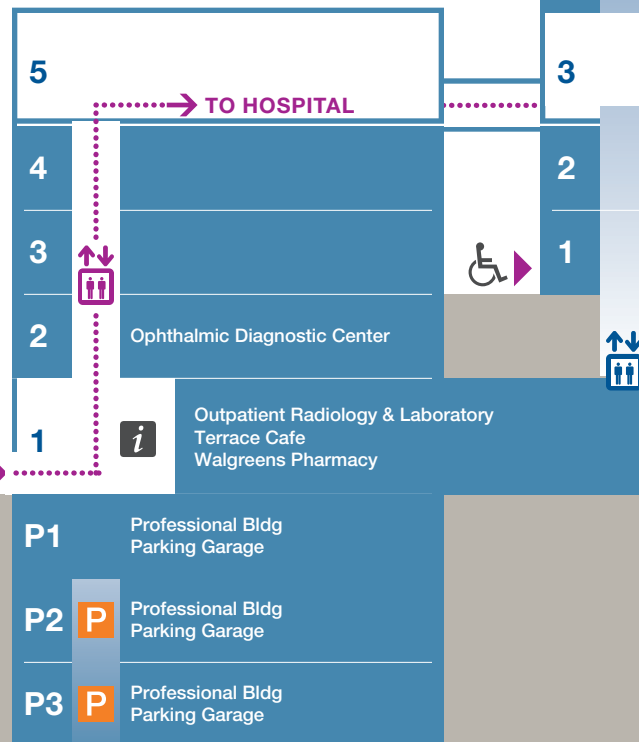 5
TO HOSPITAL
4
3
2
Ophthalmic Diagnostic Center
1
i
Outpatient Radiology & Laboratory
Terrace Cafe
Walgreens Pharmacy
P1
Professional Bldg
Parking Garage
P2
P
Professional Bldg
Parking Garage
P3
P
Professional Bldg
Parking Garage
3
2
1